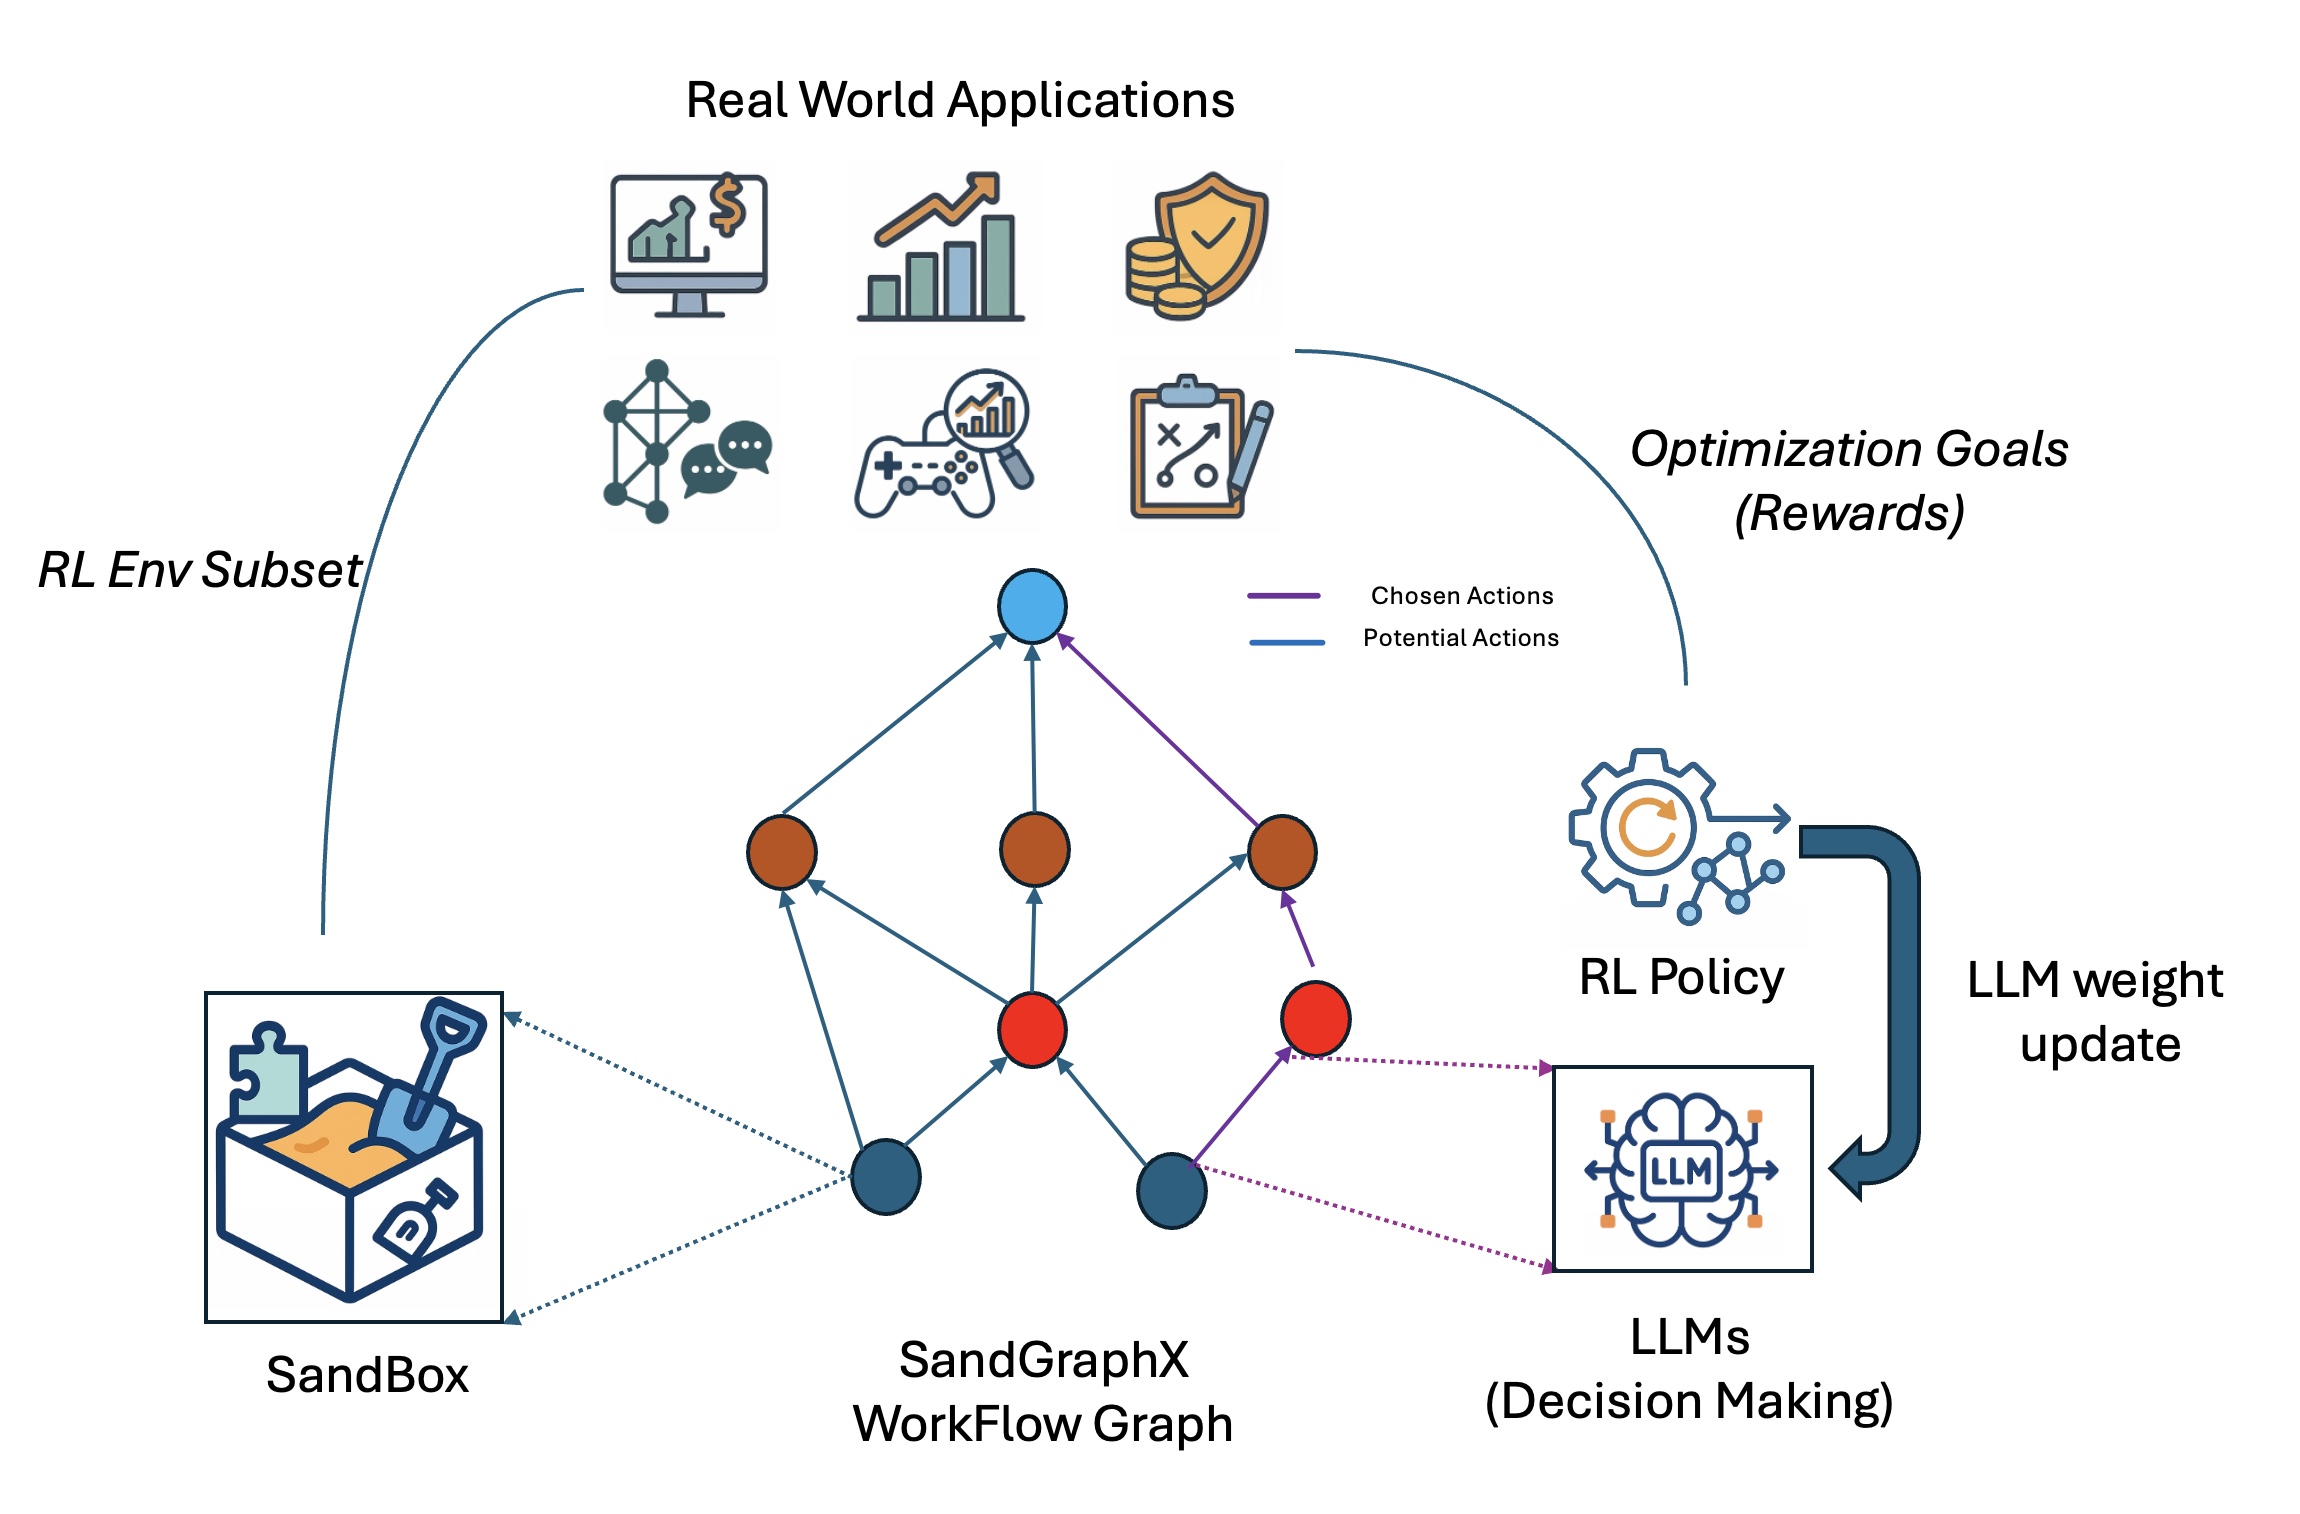 Real World Applications
Optimization Goals
(Rewards)
RL Env Subset
Chosen Actions
Potential Actions
RL Policy
LLM weight
update
LLM
SandBox
SandGraphX
WorkFlow Graph
LLMs
(Decision Making)